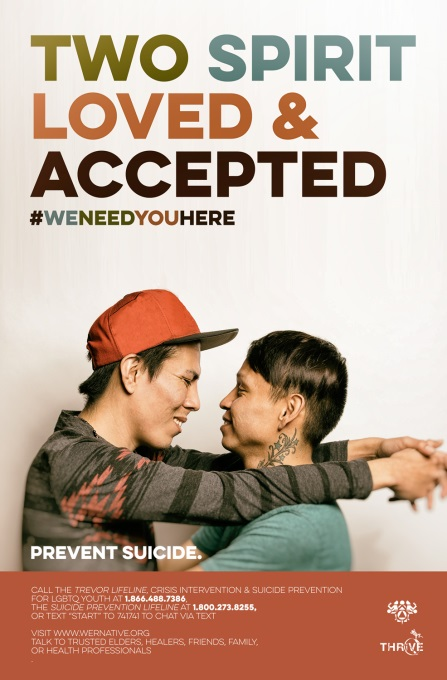 TWO SPIRIT
LOVED &
ACCEPTED
#WENEEDYOUHERE
PREVENT SUICIDE.
CALL THE TREVOR LIFELINE, CRISIS INTERVENTION & SUICIDE PREVENTION
FOR LGBTQ YOUTH AT 1.866.488.7386,
THE SUICIDE PREVENTION LIFELINE AT 1.800.273.8255,
OR TEXT "START" TO 741741 TO CHAT VIA TEXT
VISIT WWW.WERNATIVE.ORG
TALK TO TRUSTED ELDERS, HEALERS, FRIENDS, FAMILY,
OR HEALTH PROFESSIONALS
.
THRIVE